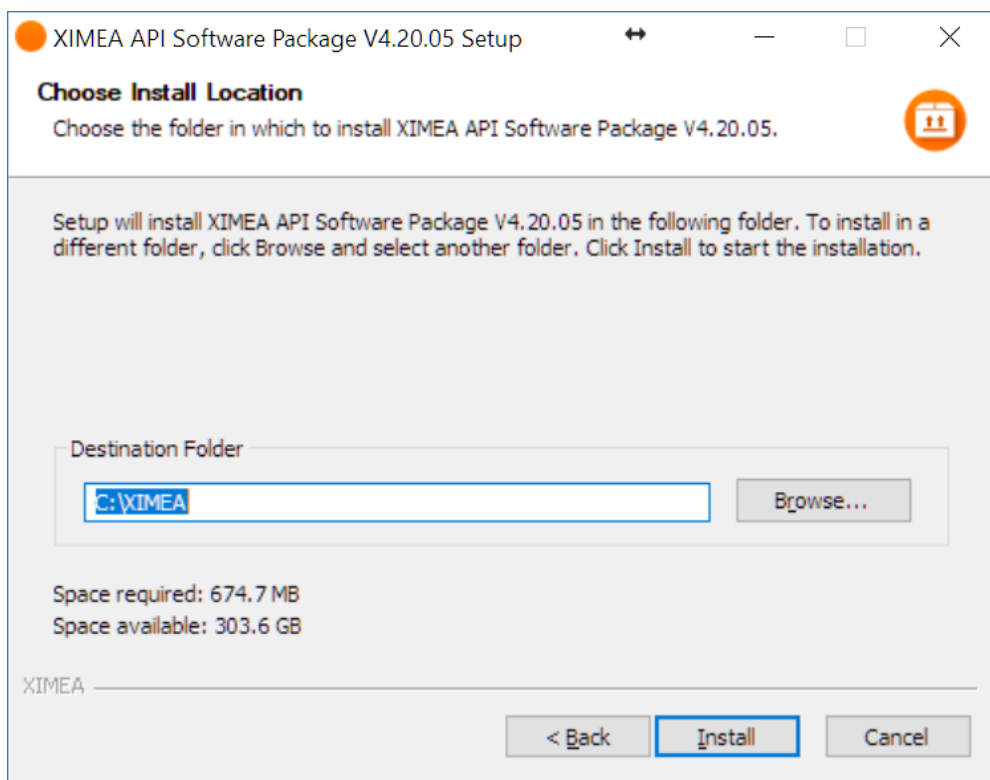 XIMEA API Software Package V4.20.05 Setup
Choose Install Location
Choose the folder in which to install XIMEA API Software Package V4.20.05.
Setup will install XIMEA API Software Package V4.20.05 in the following folder. To install in a
different folder, click Browse and select another folder. Click Install to start the installation.
Destination Folder
C:\XIMEA
Browse...
Space required: 674.7 MB
Space available: 303.6 GB
XIMEA
< Back
Install
Cancel